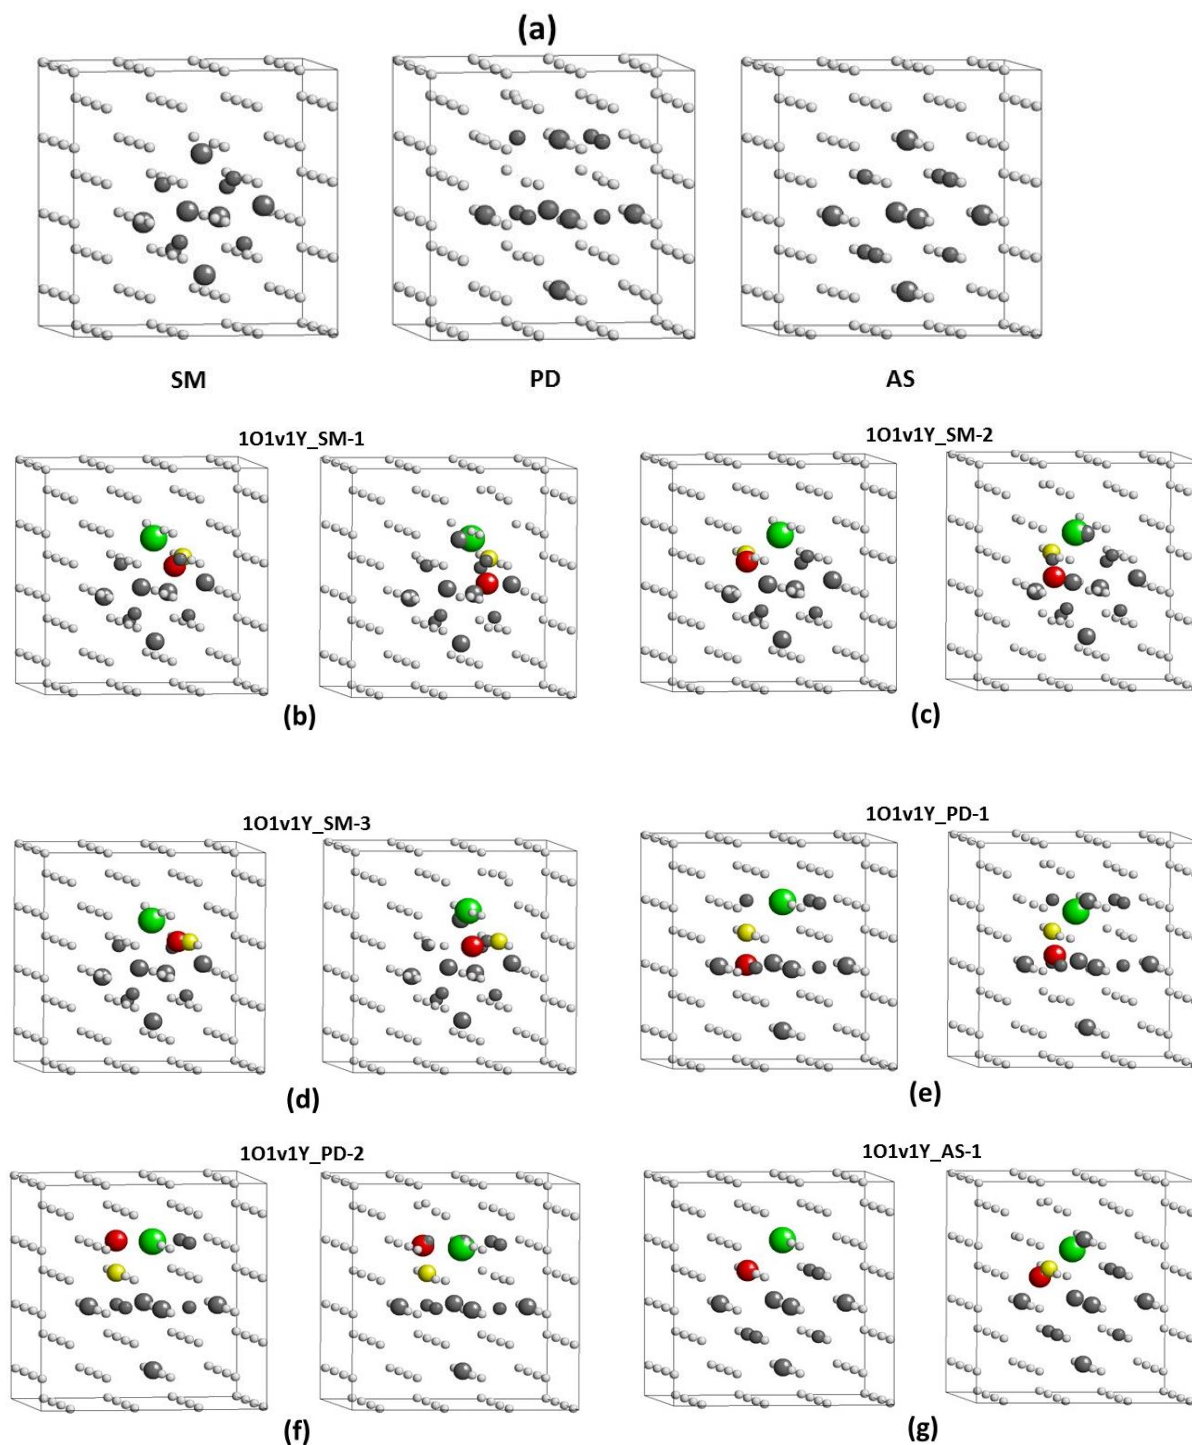 (a)
SM
PD
AS
1O1v1Y_SM-1
1O1v1Y_SM-2
(b)
(c)
1O1v1Y_SM-3
1O1v1Y_PD-1
(d)
(e)
1O1v1Y_PD-2
1O1v1Y_AS-1
(f)
(g)